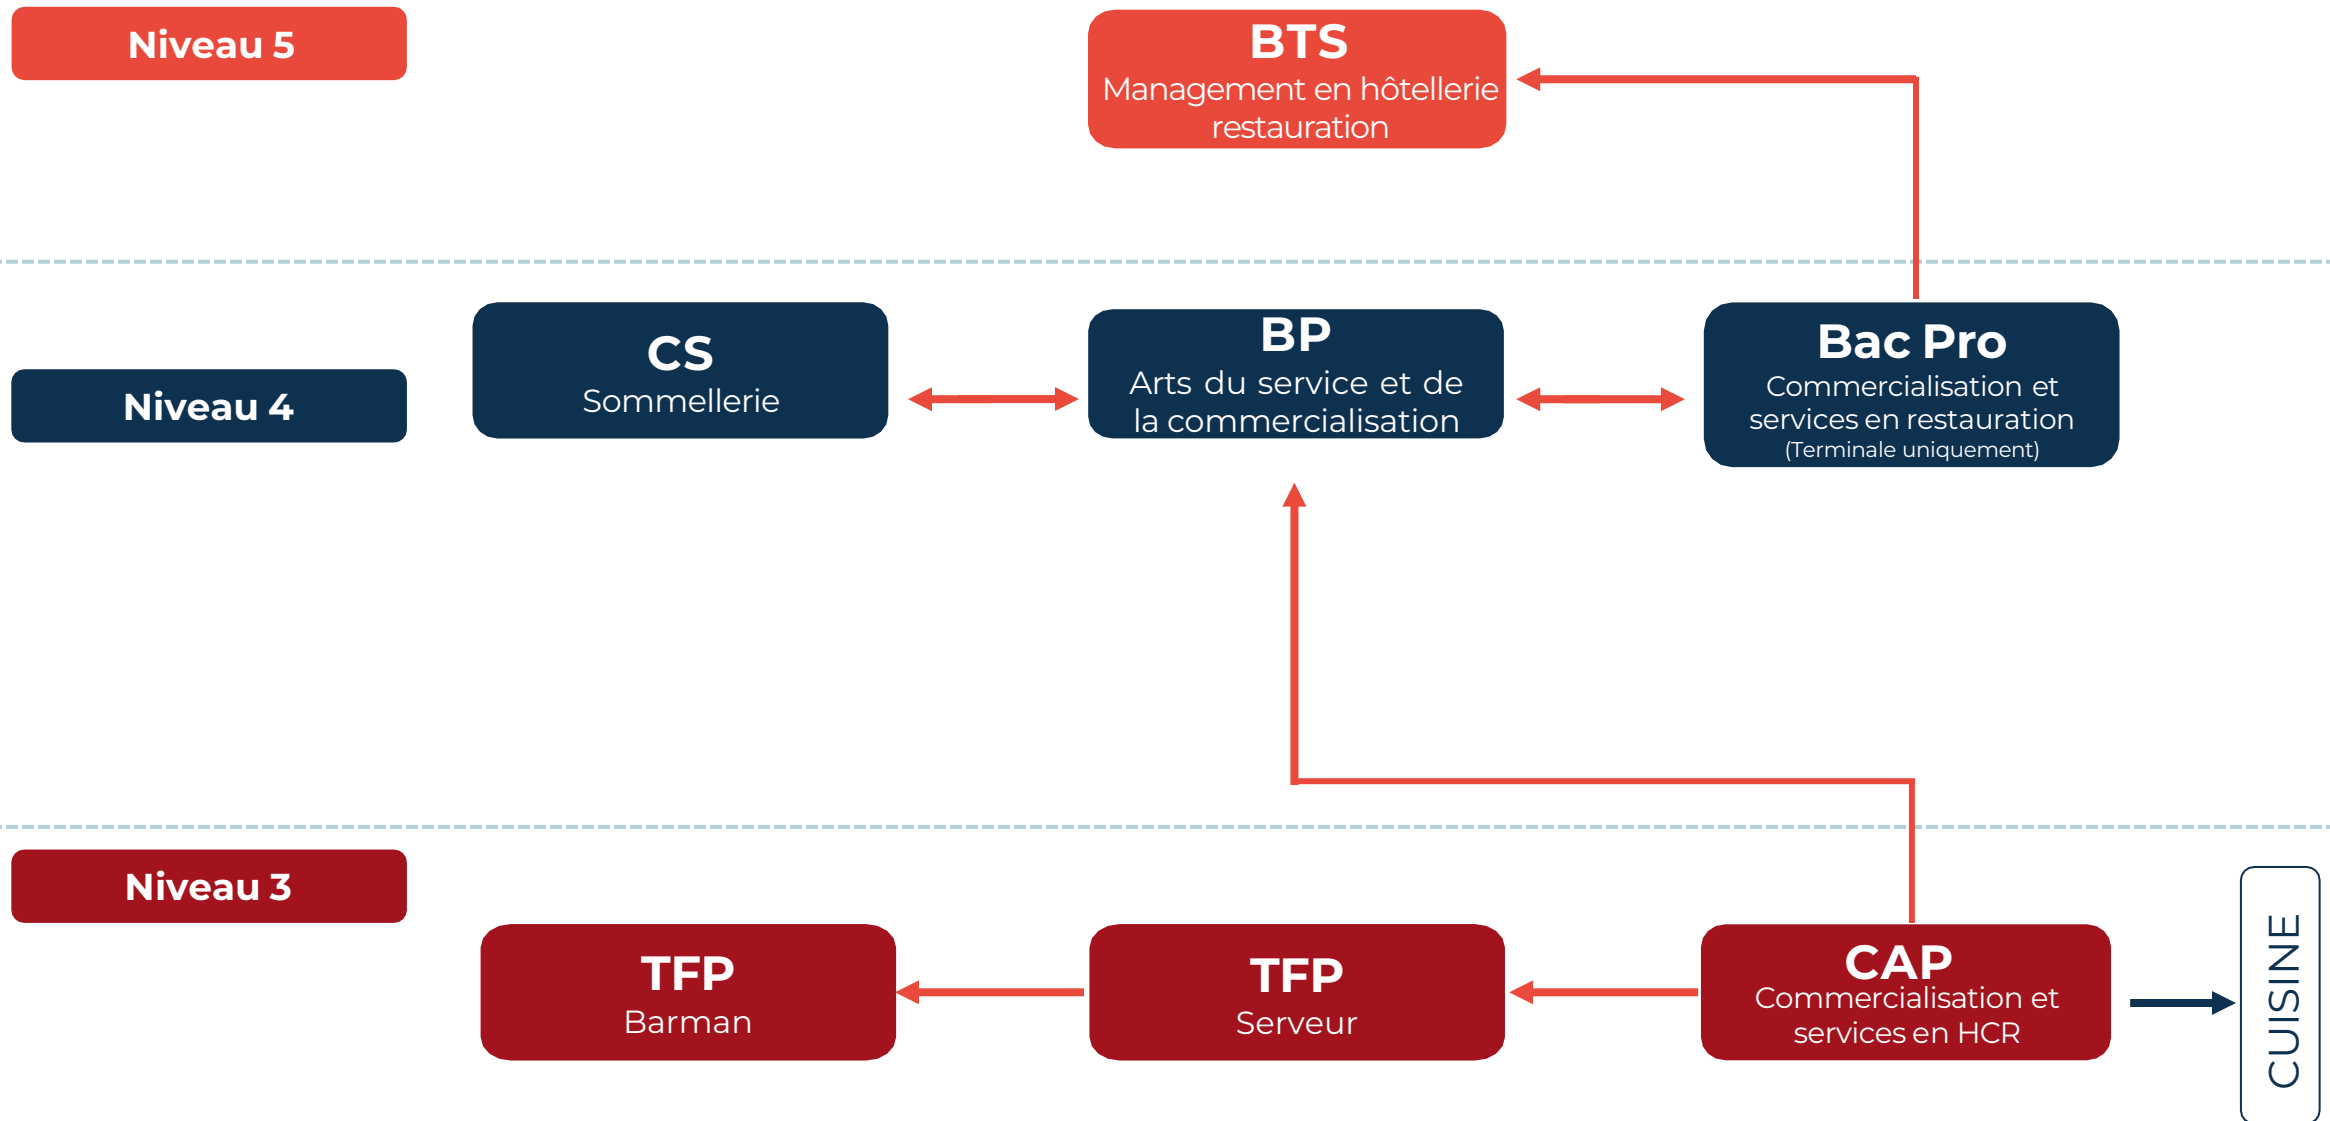 Niveau 5
BTS
Management en hôtellerie
restauration
Niveau 4
CS
Sommellerie
BP
Arts du service et de
la commercialisation
Bac Pro
Commercialisation et
services en restauration
(Terminale uniquement)
Niveau 3
TFP
Barman
TFP
Serveur
CAP
Commercialisation et
services en HCR
CUISINE